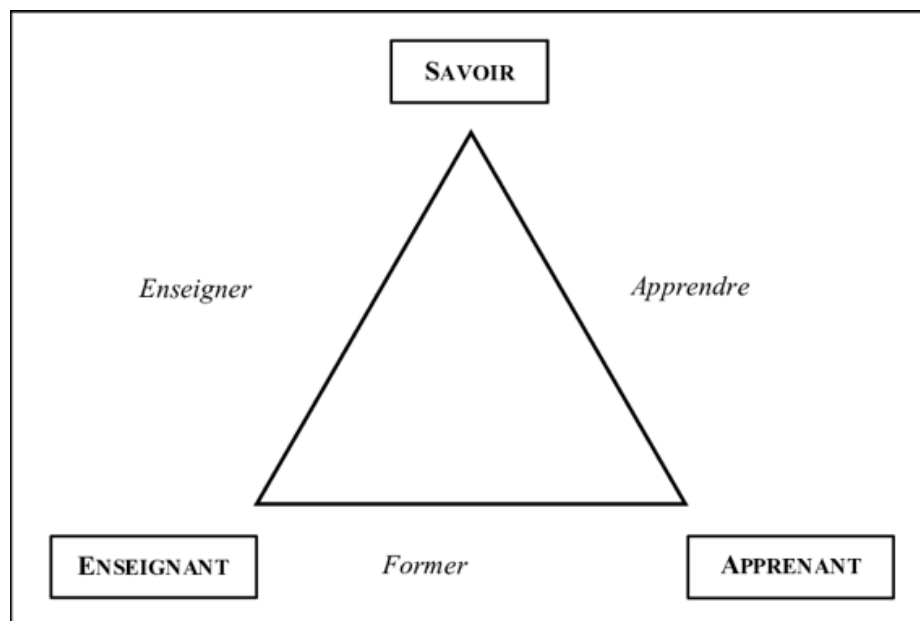 SAVOIR
Enseigner
Apprendre
ENSEIGNANT
Former
APPRENANT